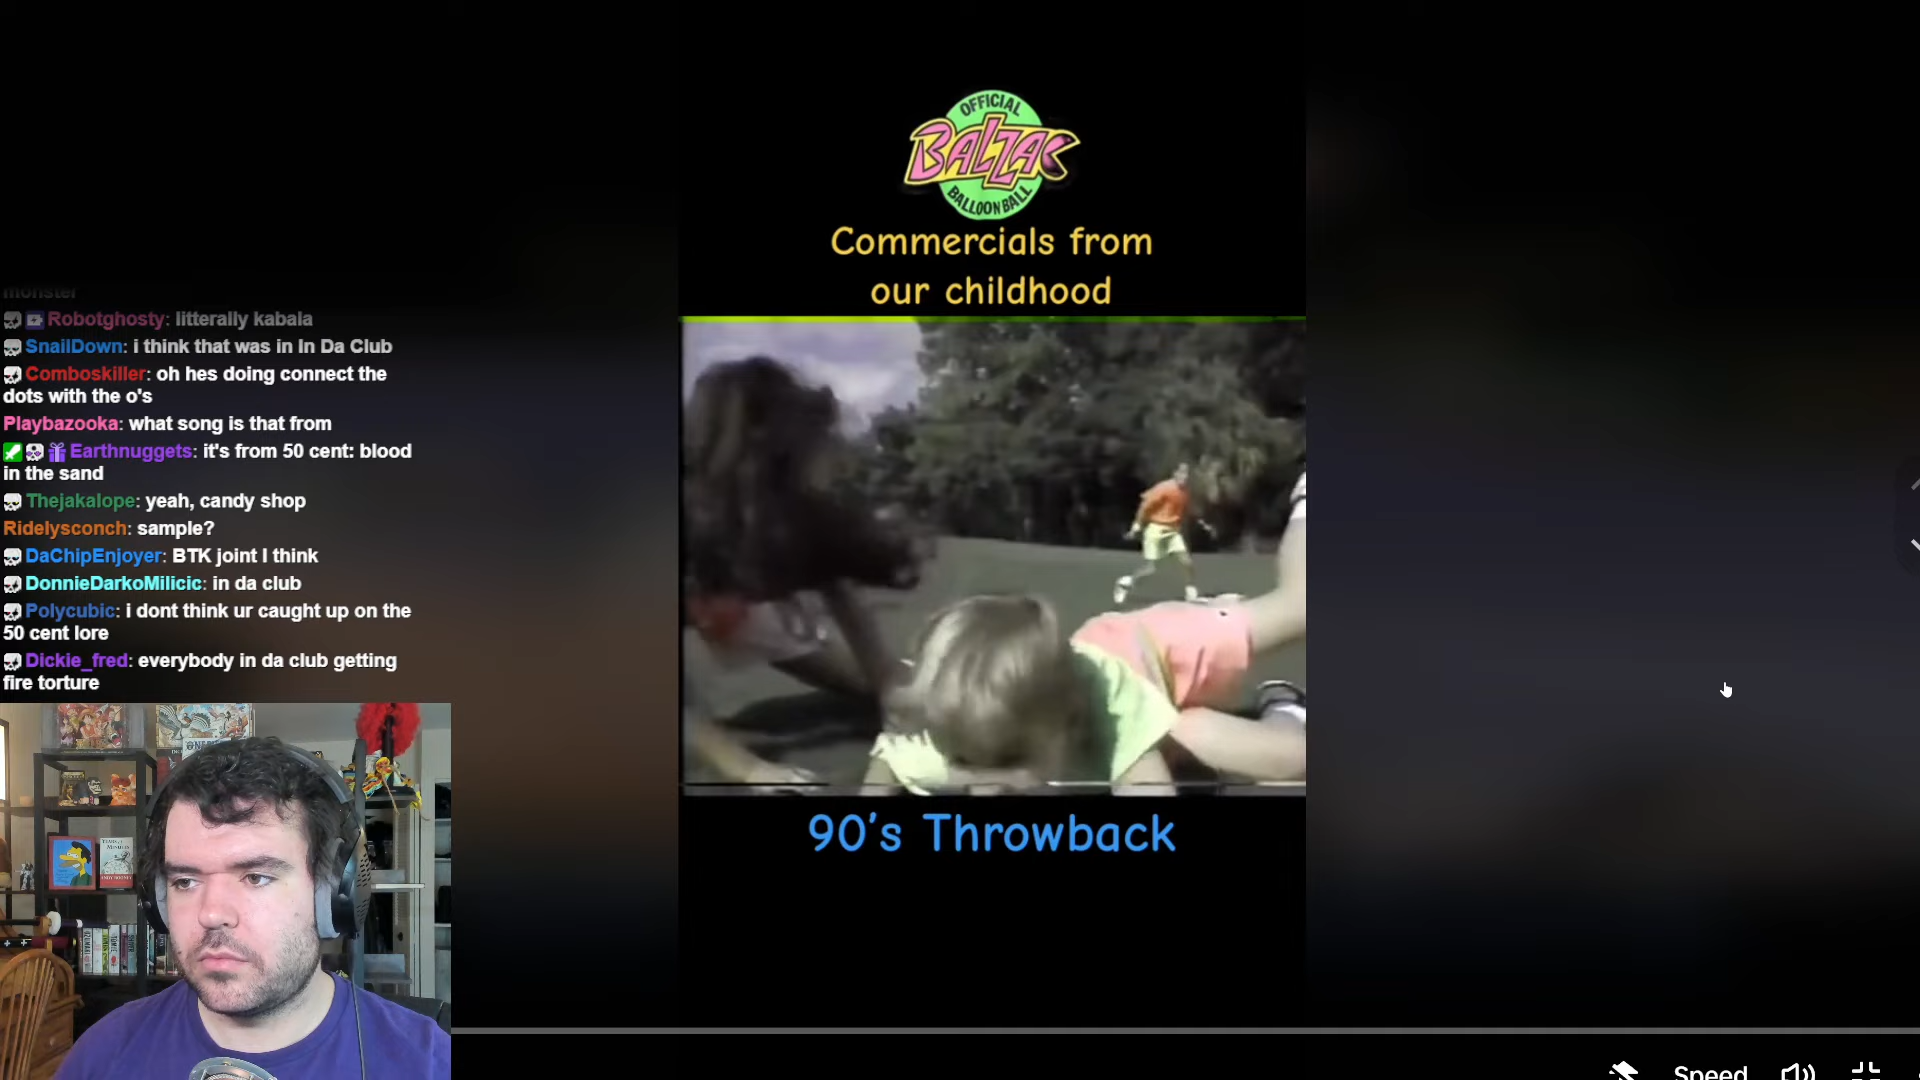 OFFICIAL
BALZAC
BALLOON BALL
Commercials from
our childhood
monster
Robotghosty: litterally kabala
SnailDown: i think that was in In Da Club
Comboskiller: oh hes doing connect the
dots with the o's
Playbazooka: what song is that from
Earthnuggets: it's from 50 cent: blood
in the sand
Thejakalope: yeah, candy shop
Ridelysconch: sample?
DaChipEnjoyer: BTK joint I think
DonnieDarkoMilicic: in da club
Polycubic: i dont think ur caught up on the
50 cent lore
Dickie_fred: everybody in da club getting
fire torture
90's Throwback
Speed